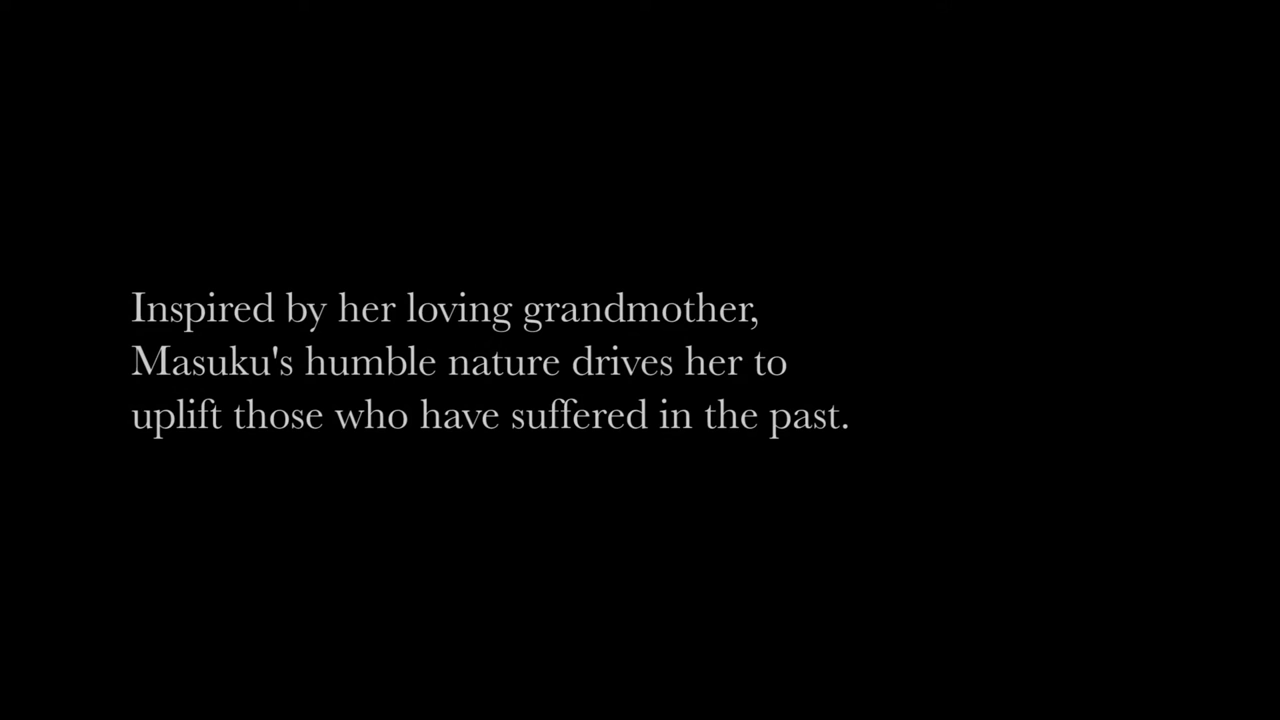 Inspired by her loving grandmother,
Masuku's humble nature drives her to
uplift those who have suffered in the past.